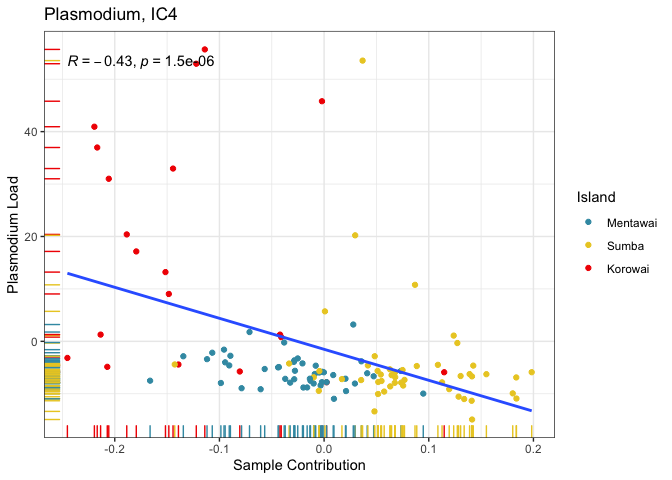 Plasmodium, IC4
R = −0.43, p = 1.5e-06
40
20
0
Plasmodium Load
-0.2 -0.1 0.0 0.1 0.2
Sample Contribution
Island
Mentawai
Sumba
Korowai